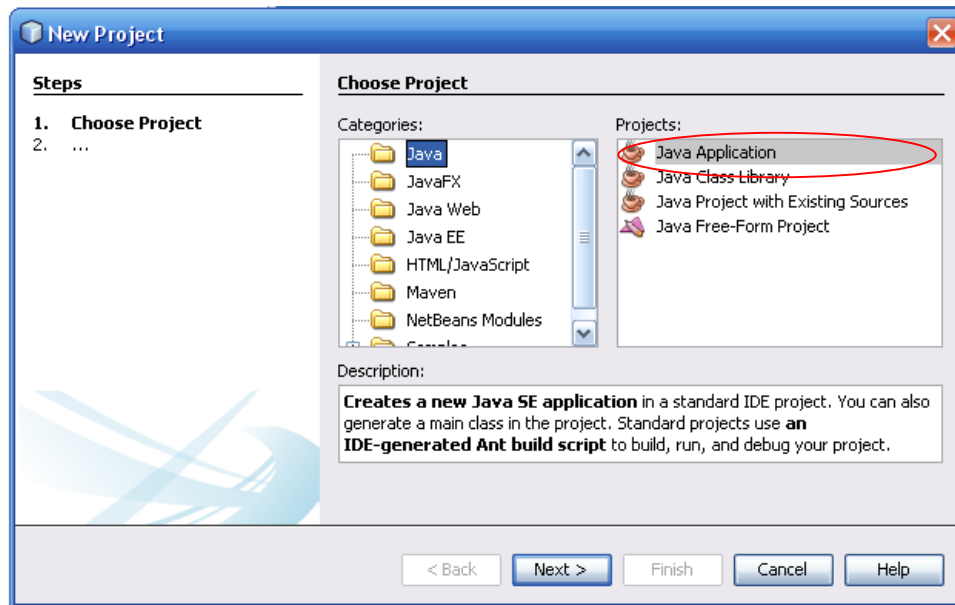 New Project
Steps
1. Choose Project
2. ...
Choose Project
Categories:
Java
JavaFX
Java Web
Java EE
HTML/JavaScript
Maven
NetBeans Modules
Projects:
Java Application
Java Class Library
Java Project with Existing Sources
Java Free-Form Project
Description:
Creates a new Java SE application in a standard IDE project. You can also
generate a main class in the project. Standard projects use an
IDE-generated Ant build script to build, run, and debug your project.
< Back
Next >
Finish
Cancel
Help